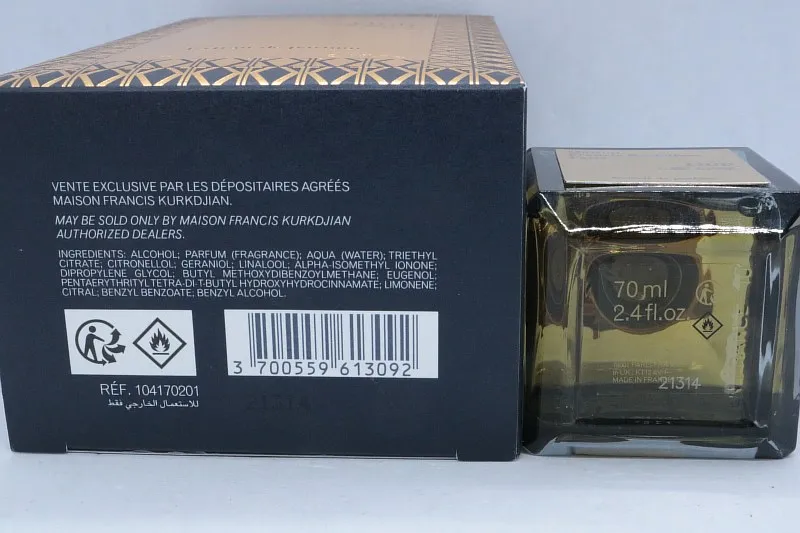 Extrait de parfum
VENTE EXCLUSIVE PAR LES DÉPOSITAIRES AGRÉÉS
MAISON FRANCIS KURKDJIAN.
MAY BE SOLD ONLY BY MAISON FRANCIS KURKDJIAN
AUTHORIZED DEALERS.
INGREDIENTS: ALCOHOL; PARFUM (FRAGRANCE); AQUA (WATER); TRIETHYL
CITRATE; CITRONELLOL; GERANIOL; LINALOOL; ALPHA-ISOMETHYL IONONE;
DIPROPYLENE GLYCOL; BUTYL METHOXYDIBENZOYLMETHANE; EUGENOL;
PENTAERYTHRITYL TETRA-DI-T-BUTYL HYDROXYHYDROCINNAMATE; LIMONENE;
CITRAL; BENZYL BENZOATE; BENZYL ALCOHOL.
3 700559 613092
RÉF. 104170201
للاستعمال الخارجي فقط
21314
70 ml
2.4 fl.oz.
MADE IN FRANCE
21314